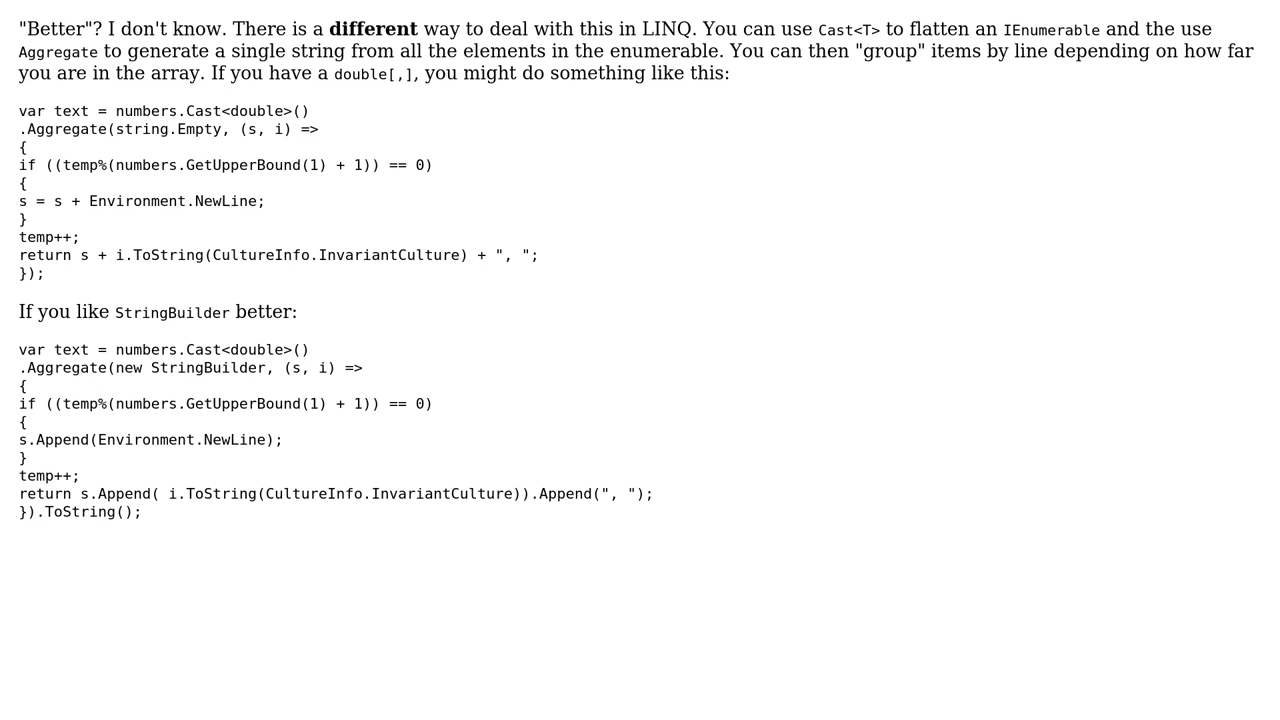 "Better"? I don't know. There is a different way to deal with this in LINQ. You can use Cast<T> to flatten an IEnumerable and the use
Aggregate to generate a single string from all the elements in the enumerable. You can then "group" items by line depending on how far
you are in the array. If you have a double[,], you might do something like this:
var text = numbers.Cast<double>()
.Aggregate(string.Empty, (s, i) =>
{
if ((temp%(numbers.GetUpperBound(1) + 1)) == 0)
{
s = s + Environment.NewLine;
}
temp++;
return s + i.ToString(CultureInfo.InvariantCulture) + ", ";
});
If you like StringBuilder better:
var text = numbers.Cast<double>()
.Aggregate(new StringBuilder, (s, i) =>
{
if ((temp%(numbers.GetUpperBound(1) + 1)) == 0)
{
s.Append(Environment.NewLine);
}
temp++;
return s.Append( i.ToString(CultureInfo.InvariantCulture)).Append(", ");
}).ToString();